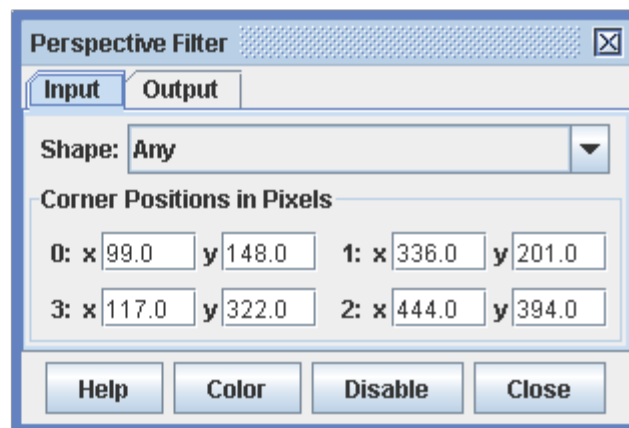 Perspective Filter
Input Output
Shape: Any
Corner Positions in Pixels
0: x 99.0 y 148.0 1: x 336.0 y 201.0
3: x 117.0 y 322.0 2: x 444.0 y 394.0
Help Color Disable Close